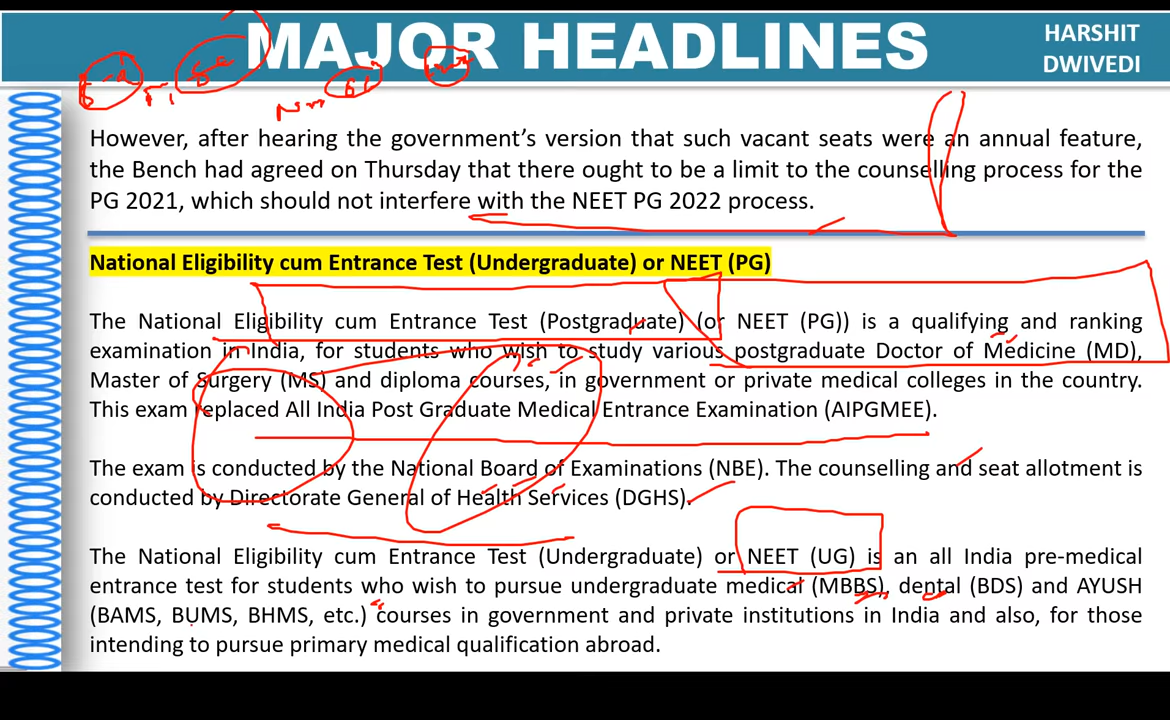 MAJOR HEADLINES
HARSHIT
DWIVEDI
However, after hearing the government's version that such vacant seats were an annual feature,
the Bench had agreed on Thursday that there ought to be a limit to the counselling process for the
PG 2021, which should not interfere with the NEET PG 2022 process.
National Eligibility cum Entrance Test (Undergraduate) or NEET (PG)
The National Eligibility cum Entrance Test (Postgraduate) (or NEET (PG)) is a qualifying and ranking
examination in India, for students who wish to study various postgraduate Doctor of Medicine (MD),
Master of Surgery (MS) and diploma courses, in government or private medical colleges in the country.
This exam replaced All India Post Graduate Medical Entrance Examination (AIPGMEE).
The exam is conducted by the National Board of Examinations (NBE). The counselling and seat allotment is
conducted by Directorate General of Health Services (DGHS).
The National Eligibility cum Entrance Test (Undergraduate) or NEET (UG) is an all India pre-medical
entrance test for students who wish to pursue undergraduate medical (MBBS), dental (BDS) and AYUSH
(BAMS, BUMS, BHMS, etc.) courses in government and private institutions in India and also, for those
intending to pursue primary medical qualification abroad.